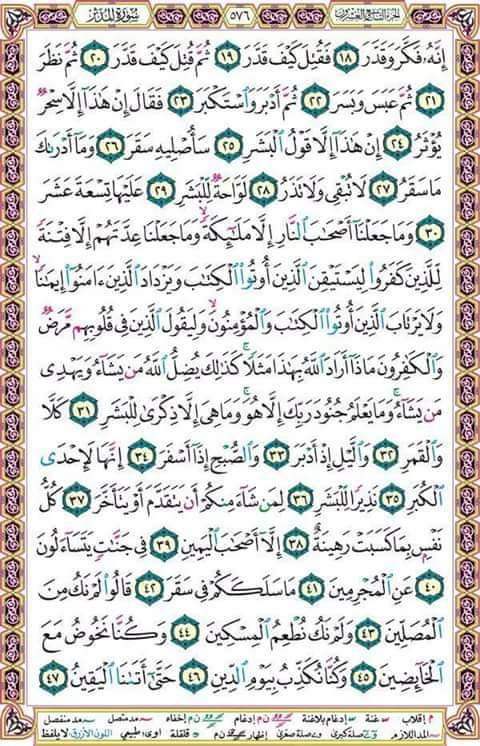 الجزء التاسع والعشرون ٥٧٦ سورة المدثر
إِنَّهُۥ فَكَّرَ وَقَدَّرَ ١٨ فَقُتِلَ كَيْفَ قَدَّرَ ١٩ ثُمَّ قُتِلَ كَيْفَ قَدَّرَ ٢٠ ثُمَّ نَظَرَ
٢١ ثُمَّ عَبَسَ وَبَسَرَ ٢٢ ثُمَّ أَدْبَرَ وَٱسْتَكْبَرَ ٢٣ فَقَالَ إِنْ هَٰذَآ إِلَّا سِحْرٌ
يُؤْثَرُ ٢٤ إِنْ هَٰذَآ إِلَّا قَوْلُ ٱلْبَشَرِ ٢٥ سَأُصْلِيهِ سَقَرَ ٢٦ وَمَآ أَدْرَىٰكَ
مَا سَقَرُ ٢٧ لَا تُبْقِى وَلَا تَذَرُ ٢٨ لَوَّاحَةٌ لِّلْبَشَرِ ٢٩ عَلَيْهَا تِسْعَةَ عَشَرَ
٣٠ وَمَا جَعَلْنَآ أَصْحَٰبَ ٱلنَّارِ إِلَّا مَلَٰٓئِكَةً وَمَا جَعَلْنَا عِدَّتَهُمْ إِلَّا فِتْنَةً
لِّلَّذِينَ كَفَرُوا۟ لِيَسْتَيْقِنَ ٱلَّذِينَ أُوتُوا۟ ٱلْكِتَٰبَ وَيَزْدَادَ ٱلَّذِينَ ءَامَنُوٓا۟ إِيمَٰنًا
وَلَا يَرْتَابَ ٱلَّذِينَ أُوتُوا۟ ٱلْكِتَٰبَ وَٱلْمُؤْمِنُونَ وَلِيَقُولَ ٱلَّذِينَ فِى قُلُوبِهِم مَّرَضٌ
وَٱلْكَٰفِرُونَ مَاذَآ أَرَادَ ٱللَّهُ بِهَٰذَا مَثَلًا كَذَٰلِكَ يُضِلُّ ٱللَّهُ مَن يَشَآءُ وَيَهْدِى
مَن يَشَآءُ وَمَا يَعْلَمُ جُنُودَ رَبِّكَ إِلَّا هُوَ وَمَا هِىَ إِلَّا ذِكْرَىٰ لِلْبَشَرِ ٣١ كَلَّا
وَٱلْقَمَرِ ٣٢ وَٱلَّيْلِ إِذْ أَدْبَرَ ٣٣ وَٱلصُّبْحِ إِذَآ أَسْفَرَ ٣٤ إِنَّهَا لَإِحْدَى
ٱلْكُبَرِ ٣٥ نَذِيرًا لِّلْبَشَرِ ٣٦ لِمَن شَآءَ مِنكُمْ أَن يَتَقَدَّمَ أَوْ يَتَأَخَّرَ ٣٧ كُلُّ
نَفْسٍۭ بِمَا كَسَبَتْ رَهِينَةٌ ٣٨ إِلَّآ أَصْحَٰبَ ٱلْيَمِينِ ٣٩ فِى جَنَّٰتٍ يَتَسَآءَلُونَ
٤٠ عَنِ ٱلْمُجْرِمِينَ ٤١ مَا سَلَكَكُمْ فِى سَقَرَ ٤٢ قَالُوا۟ لَمْ نَكُ مِنَ
ٱلْمُصَلِّينَ ٤٣ وَلَمْ نَكُ نُطْعِمُ ٱلْمِسْكِينَ ٤٤ وَكُنَّا نَخُوضُ مَعَ
ٱلْخَآئِضِينَ ٤٥ وَكُنَّا نُكَذِّبُ بِيَوْمِ ٱلدِّينِ ٤٦ حَتَّىٰٓ أَتَىٰنَا ٱلْيَقِينُ ٤٧
م إقلاب غنة إدغام بلاغنة ن م إدغام ن م إخفاء مد متصل مد منفصل
المد اللازم صلة كبرى صلة صغرى إظهار ن م قلقلة اوى: طبيعي اللون الأزرق لا يلفظ